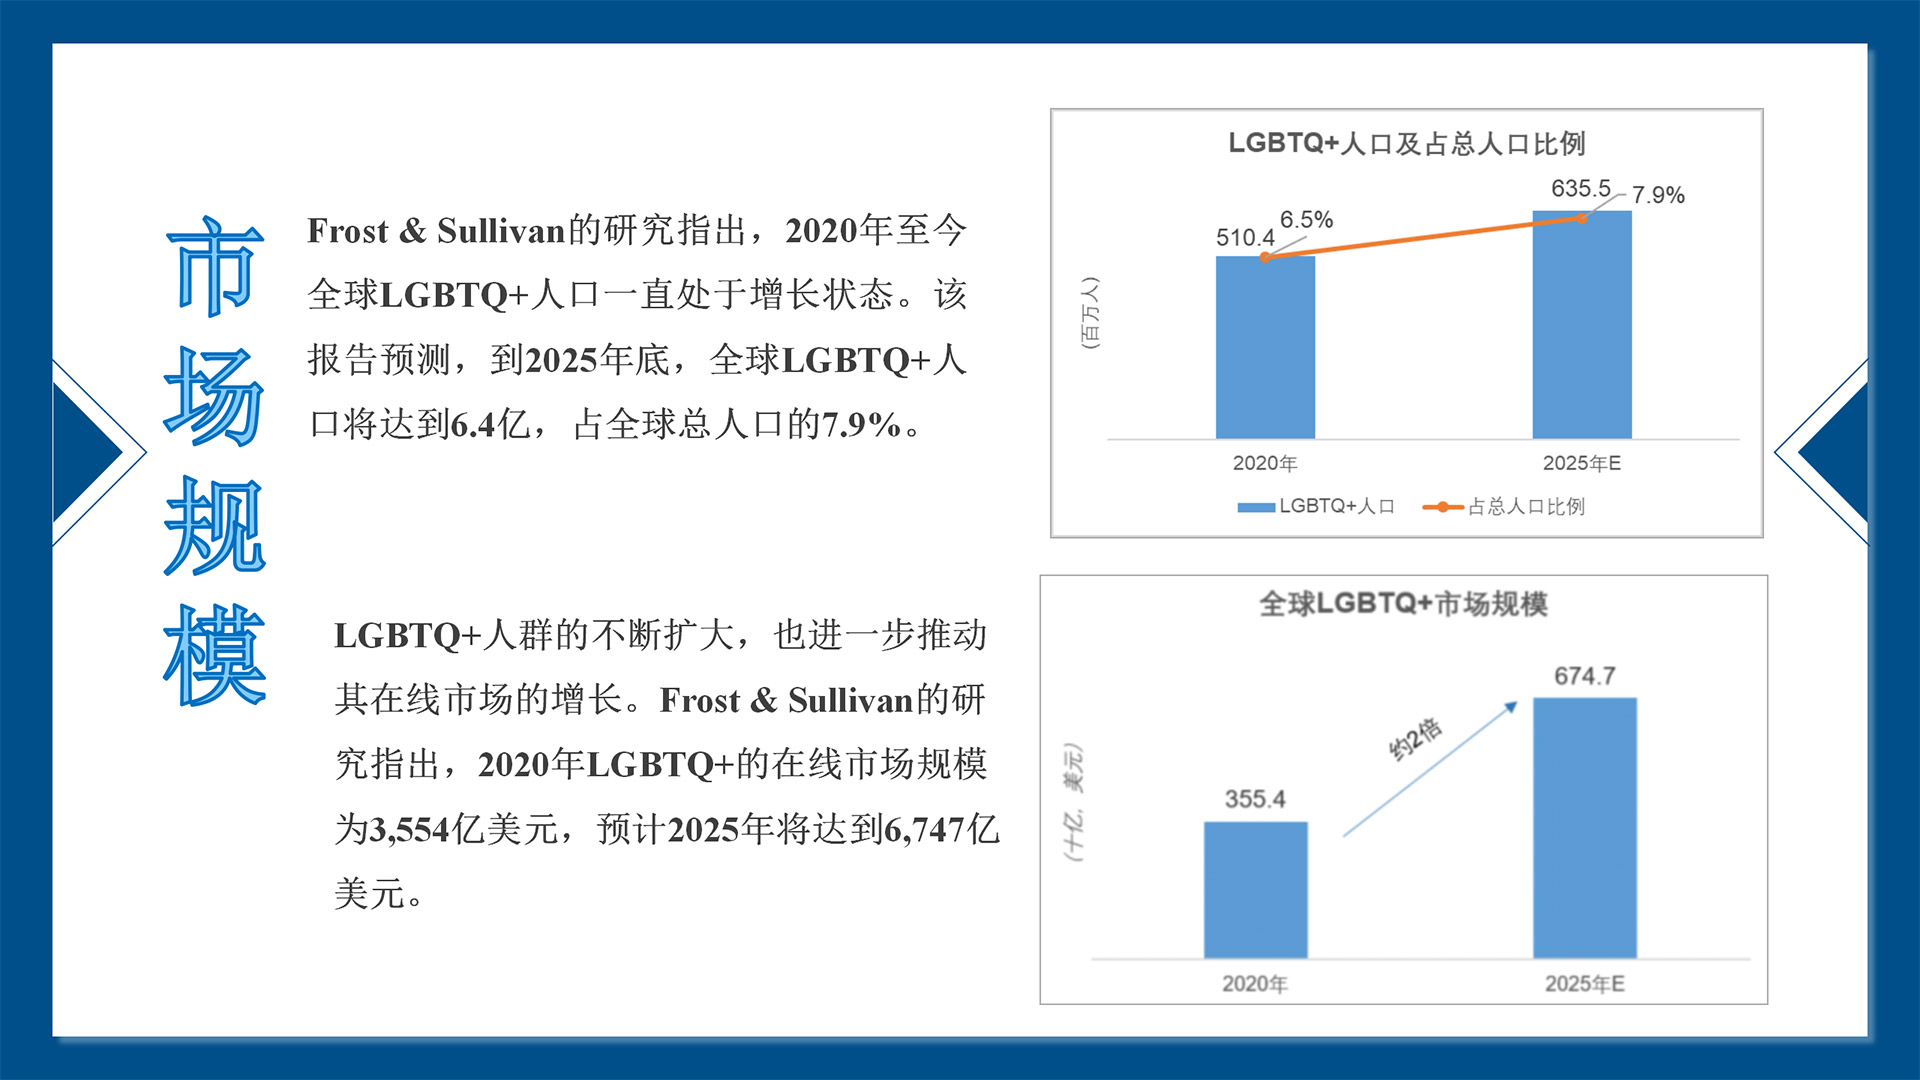 市场规模
Frost & Sullivan的研究指出，2020年至今
全球LGBTQ+人口一直处于增长状态。该
报告预测，到2025年底，全球LGBTQ+人
口将达到6.4亿，占全球总人口的7.9%。
LGBTQ+人群的不断扩大，也进一步推动
其在线市场的增长。Frost & Sullivan的研
究指出，2020年LGBTQ+的在线市场规模
为3,554亿美元，预计2025年将达到6,747亿
美元。
LGBTQ+人口及占总人口比例
635.5
7.9%
6.5%
510.4
(百万人)
2020年
2025年E
LGBTQ+人口
占总人口比例
全球LGBTQ+市场规模
674.7
约2倍
355.4
(十亿，美元)
2020年
2025年E